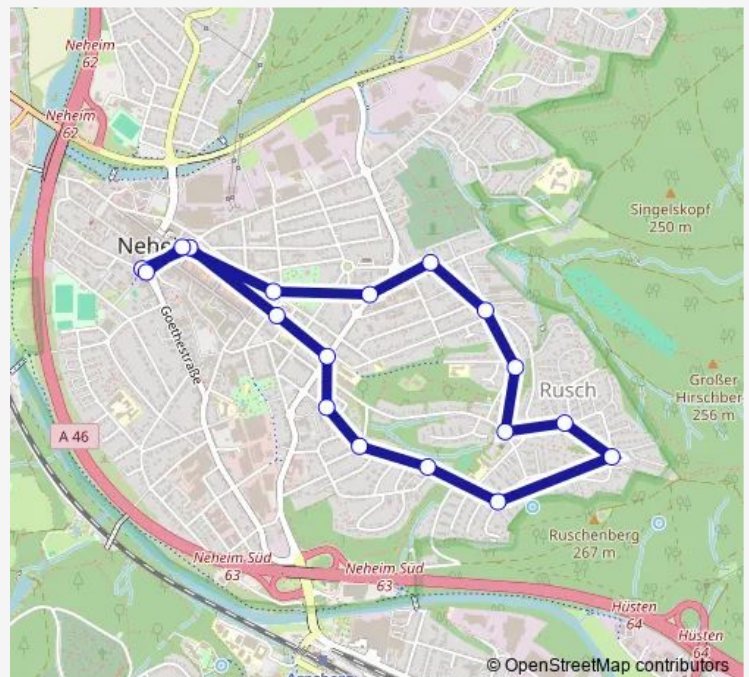 Neheim
62
Neheim
62
Singelskopf
250 m
Nehe
Goethestraße
Rusch
Großer
Hirschber
256 m
A 46
Ruschenberg
267 m
Neheim Süd
63
Neheim Süd
63
Hüsten
64
Hüsten
64
© OpenStreetMap contributors